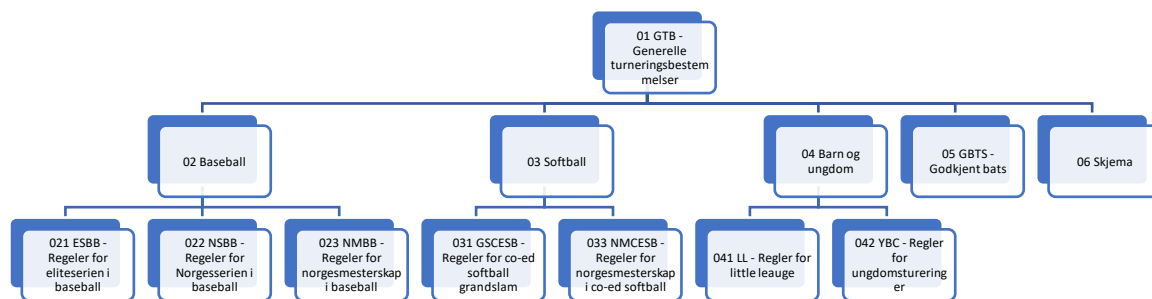 01 GTB -
Generelle
turneringsbestem
melser
02 Baseball
03 Softball
04 Barn og
ungdom
05 GBTS -
Godkjent bats
06 Skjema
021 ESBB -
Regeler for
eliteserien i
baseball
022 NSBB -
Regeler for
Norgesserien i
baseball
023 NMBB -
Regeler for
norgesmesterskap
i baseball
031 GSCESB -
Regeler for co-ed
softball
grandslam
033 NMCESB -
Regeler for
norgesmesterskap
i co-ed softball
041 LL - Regler for
little leauge
042 YBC - Regler
for
ungdomsturering
er